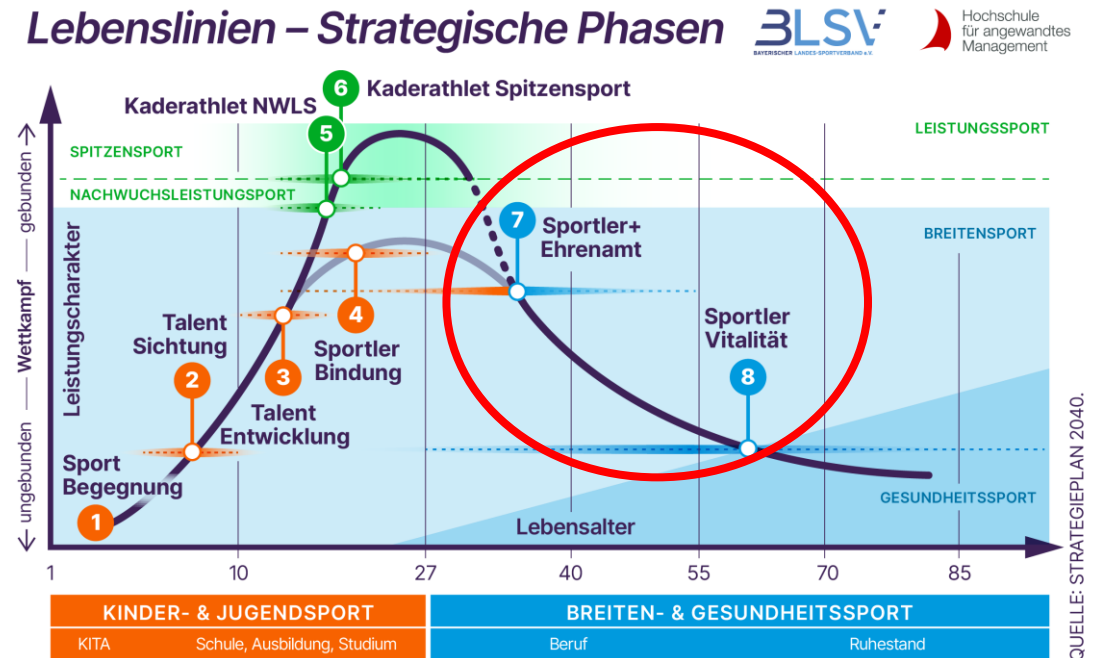 Lebenslinien – Strategische Phasen
BLSV
BAYERISCHER LANDES-SPORTVERBAND e.V.
Hochschule
für angewandtes
Management
6
Kaderathlet Spitzensport
Kaderathlet NWLS
5
LEISTUNGSSPORT
SPITZENSPORT
NACHWUCHSLEISTUNGSPORT
BREITENSPORT
7
Sportler+
Ehrenamt
4
Sportler
Bindung
Talent
Sichtung
2
3
Talent
Entwicklung
Sportler
Vitalität
8
Sport
Begegnung
1
GESUNDHEITSSPORT
Lebensalter
ungebunden
Wettkampf
gebunden
Leistungscharakter
1
10
27
40
55
70
85
KINDER- & JUGENDSPORT
BREITEN- & GESUNDHEITSSPORT
KITA
Schule, Ausbildung, Studium
Beruf
Ruhestand
QUELLE: STRATEGIEPLAN 2040.